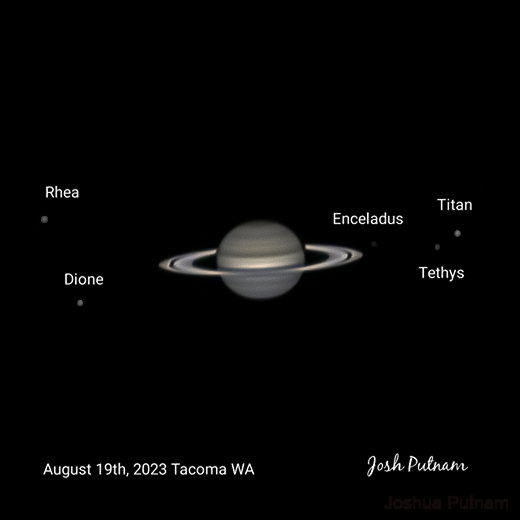 Rhea
Titan
Enceladus
Tethys
Dione
August 19th, 2023 Tacoma WA
Josh Putnam
Joshua Putnam